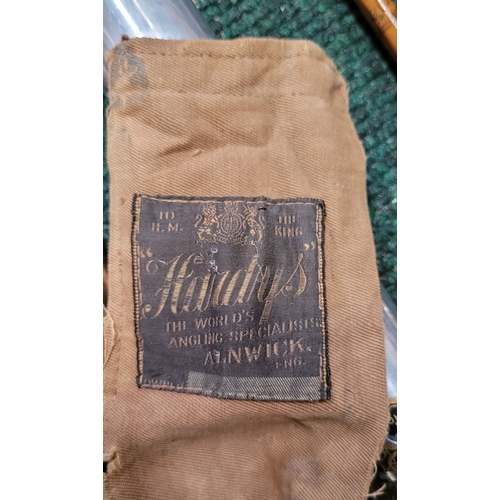 TO THE
H.M. KING
"Hardy's"
THE WORLD'S
ANGLING SPECIALISTS
ALNWICK.
ENG.